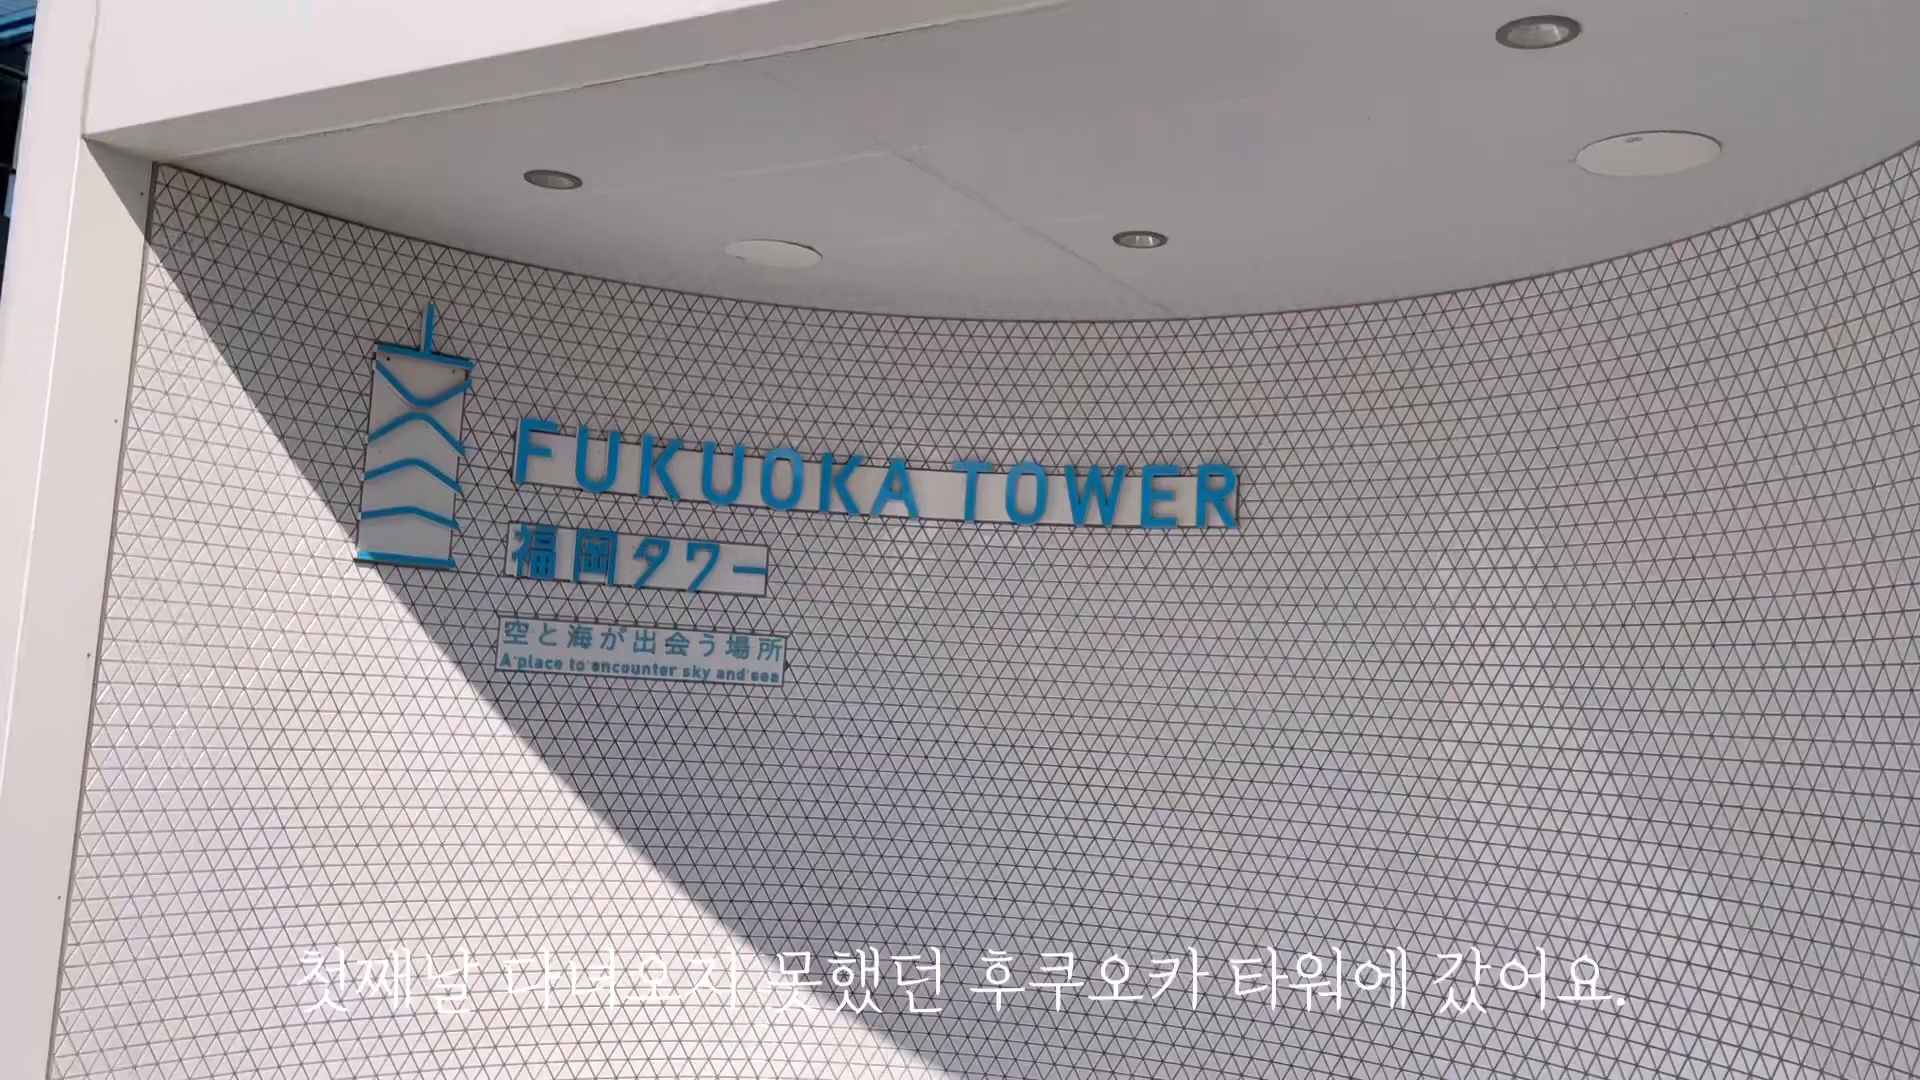 FUKUOKA TOWER
福岡タワー
空と海が出会う場所
A place to encounter sky and sea
첫째날 다녀오지 못했던 후쿠오카 타워에 갔어요.